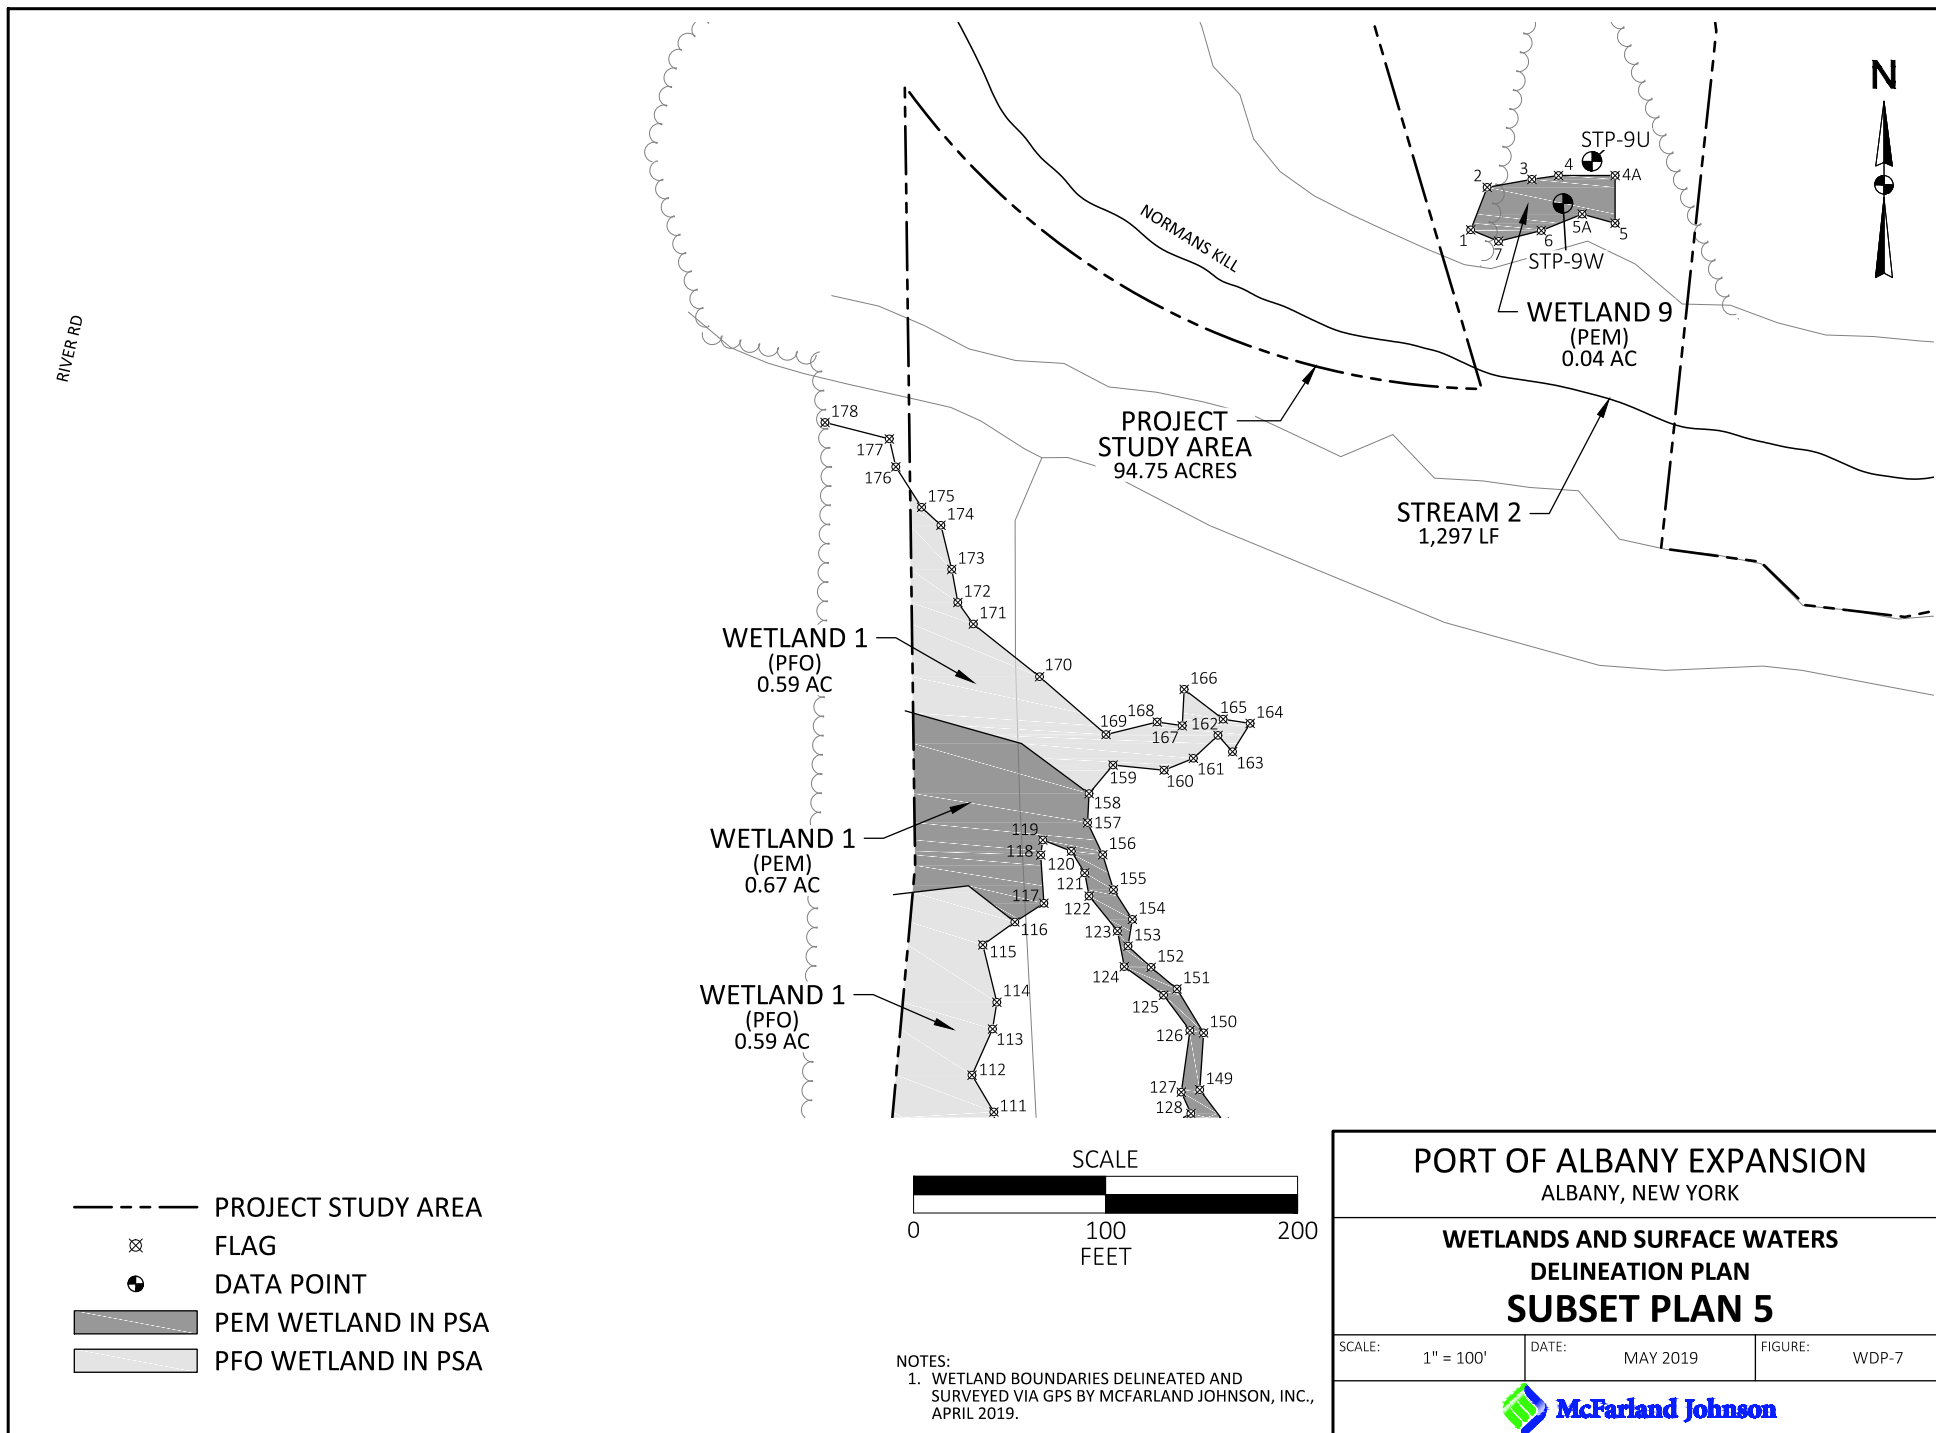 N
STP-9U
2
3
4
4A
1
7
6
5A
5
STP-9W
WETLAND 9
(PEM)
0.04 AC
NORMANS KILL
RIVER RD
PROJECT
STUDY AREA
94.75 ACRES
STREAM 2
1,297 LF
178
177
176
175
174
173
172
171
170
WETLAND 1
(PFO)
0.59 AC
166
168
165
164
169
167
162
163
161
159
160
158
WETLAND 1
(PEM)
0.67 AC
157
119
118
156
120
121
155
117
122
154
116
123
153
115
152
124
151
WETLAND 1
(PFO)
0.59 AC
114
125
113
126
150
112
127
149
111
128
SCALE
0 100 200
FEET
PROJECT STUDY AREA
FLAG
DATA POINT
PEM WETLAND IN PSA
PFO WETLAND IN PSA
NOTES:
1. WETLAND BOUNDARIES DELINEATED AND
SURVEYED VIA GPS BY MCFARLAND JOHNSON, INC.,
APRIL 2019.
PORT OF ALBANY EXPANSION
ALBANY, NEW YORK
WETLANDS AND SURFACE WATERS
DELINEATION PLAN
SUBSET PLAN 5
SCALE: 1" = 100' DATE: MAY 2019 FIGURE: WDP-7
McFarland Johnson